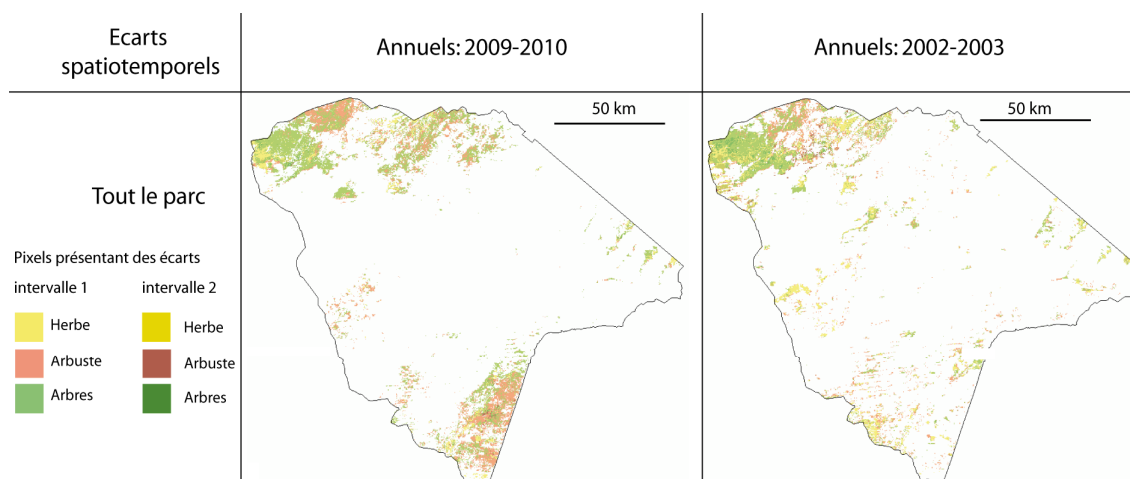 Ecarts
spatiotemporels
Annuels: 2009-2010
Annuels: 2002-2003
50 km
50 km
Tout le parc
Pixels présentant des écarts
intervalle 1
intervalle 2
Herbe
Herbe
Arbuste
Arbuste
Arbres
Arbres